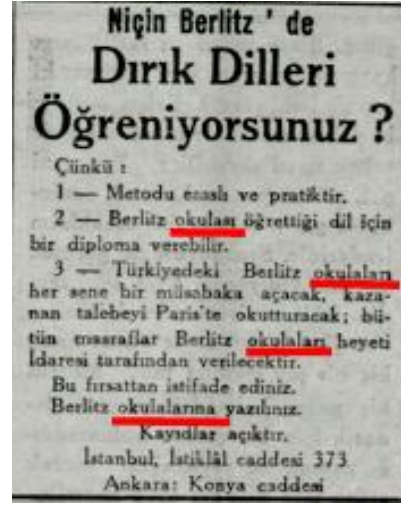 Niçin Berlitz ' de
Dırık Dilleri
Öğreniyorsunuz ?
Çünkü :
1 — Metodu esaslı ve pratiktir.
2 — Berlitz okulası öğrettiği dil için
bir diploma verebilir.
3 — Türkiyedeki Berlitz okulaları
her sene bir müsabaka açacak, kaza-
nan talebeyi Paris'te okutturacak; bü-
tün masraflar Berlitz okulaları heyeti
İdaresi tarafından verilecektir.
Bu fırsattan istifade ediniz.
Berlitz okulalarına yazılınız.
Kayıdlar açıktır.
İstanbul, İstiklâl caddesi 373
Ankara: Konya caddesi